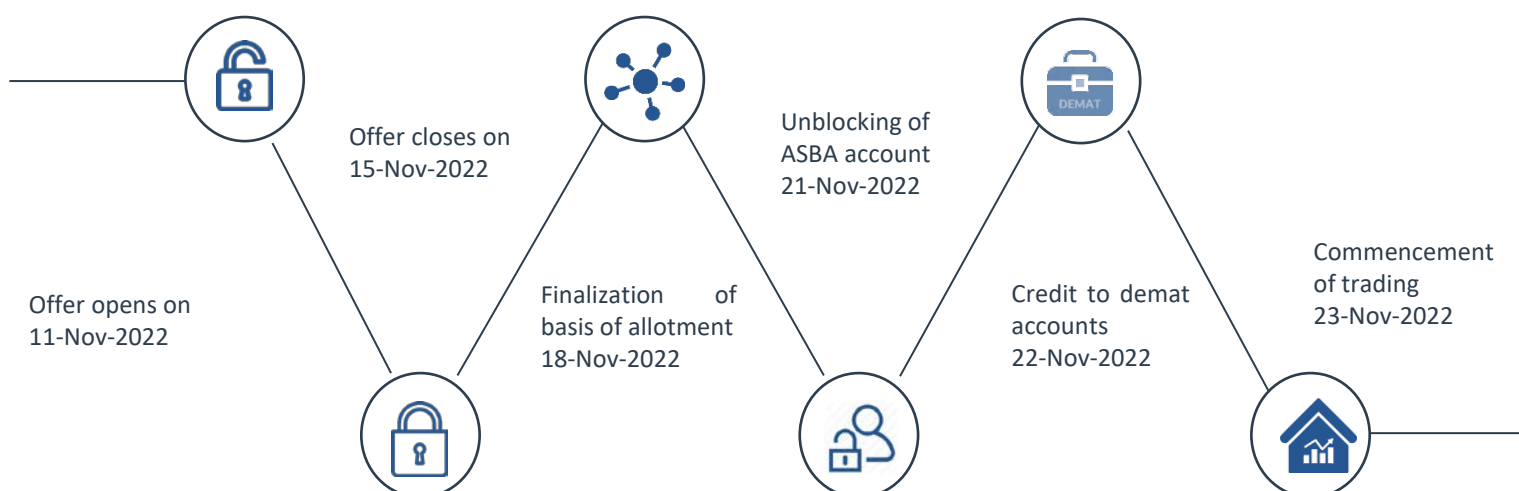 Offer opens on
11-Nov-2022
Offer closes on
15-Nov-2022
Finalization of
basis of allotment
18-Nov-2022
Unblocking of
ASBA account
21-Nov-2022
DEMAT
Credit to demat
accounts
22-Nov-2022
Commencement
of trading
23-Nov-2022